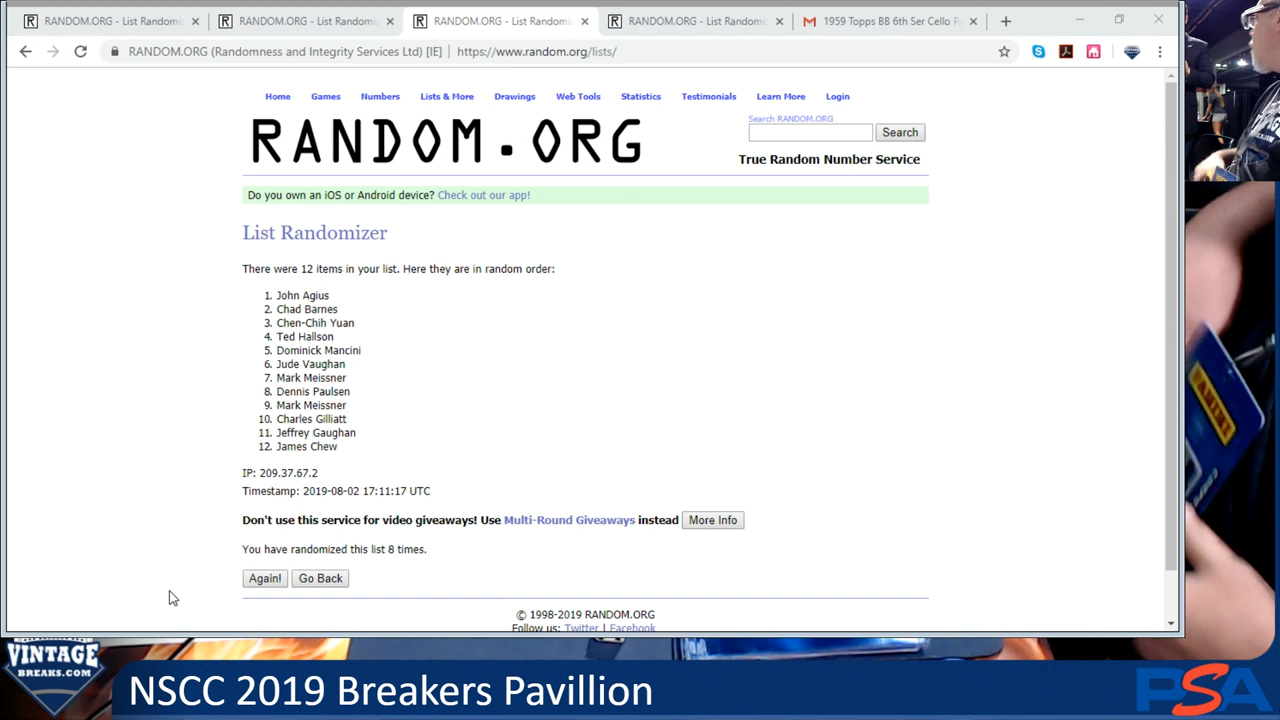 RANDOM.ORG - List Randomi
RANDOM.ORG - List Randomi
RANDOM.ORG - List Randomi
RANDOM.ORG - List Randomi
1959 Topps BB 6th Ser Cello P
RANDOM.ORG (Randomness and Integrity Services Ltd) [IE] | https://www.random.org/lists/
Home Games Numbers Lists & More Drawings Web Tools Statistics Testimonials Learn More Login
RANDOM.ORG
Search RANDOM.ORG
Search
True Random Number Service
Do you own an iOS or Android device? Check out our app!
List Randomizer
There were 12 items in your list. Here they are in random order:
1. John Agius
2. Chad Barnes
3. Chen-Chih Yuan
4. Ted Hallson
5. Dominick Mancini
6. Jude Vaughan
7. Mark Meissner
8. Dennis Paulsen
9. Mark Meissner
10. Charles Gilliatt
11. Jeffrey Gaughan
12. James Chew
IP: 209.37.67.2
Timestamp: 2019-08-02 17:11:17 UTC
Don't use this service for video giveaways! Use Multi-Round Giveaways instead More Info
You have randomized this list 8 times.
Again! Go Back
© 1998-2019 RANDOM.ORG
Follow us: Twitter | Facebook
VINTAGE
BREAKS.COM
NSCC 2019 Breakers Pavillion
PSA
PANINI